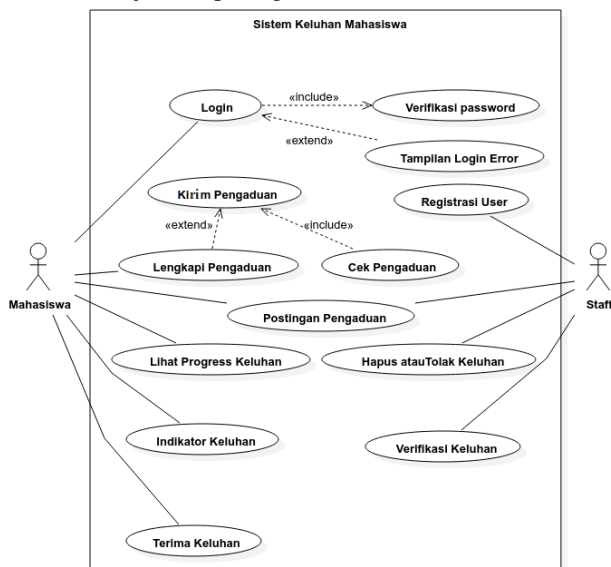 Sistem Keluhan Mahasiswa
Login
«include»
Verifikasi password
«extend»
Tampilan Login Error
Kirim Pengaduan
Registrasi User
«extend»
«include»
Lengkapi Pengaduan
Cek Pengaduan
Mahasiswa
Staff
Postingan Pengaduan
Lihat Progress Keluhan
Hapus atauTolak Keluhan
Indikator Keluhan
Verifikasi Keluhan
Terima Keluhan